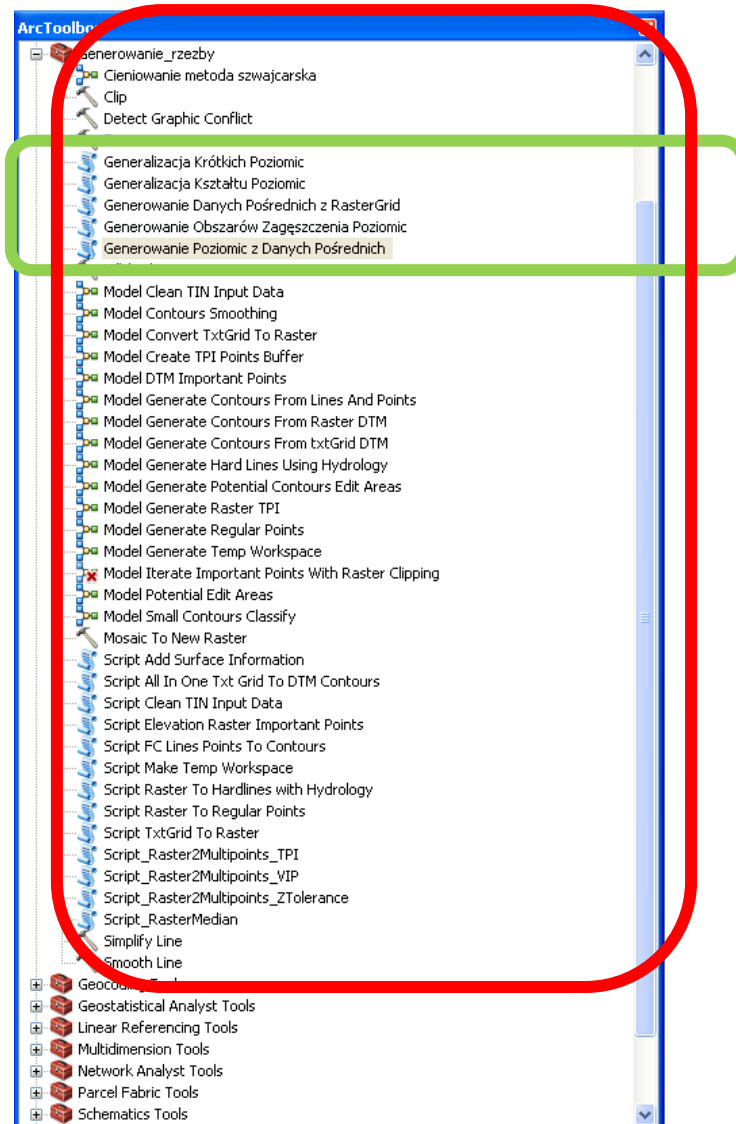 ArcToolbo
Generowanie_rzezby
Cieniowanie metoda szwajcarska
Clip
Detect Graphic Conflict
Generalizacja Krótkich Poziomic
Generalizacja Kształtu Poziomic
Generowanie Danych Pośrednich z RasterGrid
Generowanie Obszarów Zagęszczenia Poziomic
Generowanie Poziomic z Danych Pośrednich
Model Clean TIN Input Data
Model Contours Smoothing
Model Convert TxtGrid To Raster
Model Create TPI Points Buffer
Model DTM Important Points
Model Generate Contours From Lines And Points
Model Generate Contours From Raster DTM
Model Generate Contours From txtGrid DTM
Model Generate Hard Lines Using Hydrology
Model Generate Potential Contours Edit Areas
Model Generate Raster TPI
Model Generate Regular Points
Model Generate Temp Workspace
Model Iterate Important Points With Raster Clipping
Model Potential Edit Areas
Model Small Contours Classify
Mosaic To New Raster
Script Add Surface Information
Script All In One Txt Grid To DTM Contours
Script Clean TIN Input Data
Script Elevation Raster Important Points
Script FC Lines Points To Contours
Script Make Temp Workspace
Script Raster To Hardlines with Hydrology
Script Raster To Regular Points
Script TxtGrid To Raster
Script_Raster2Multipoints_TPI
Script_Raster2Multipoints_VIP
Script_Raster2Multipoints_ZTolerance
Script_RasterMedian
Simplify Line
Smooth Line
Geocoding Tools
Geostatistical Analyst Tools
Linear Referencing Tools
Multidimension Tools
Network Analyst Tools
Parcel Fabric Tools
Schematics Tools